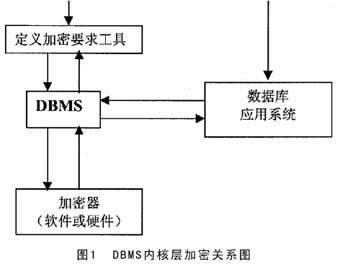 定义加密要求工具
DBMS
数据库
应用系统
加密器
（软件或硬件）
图1 DBMS内核层加密关系图